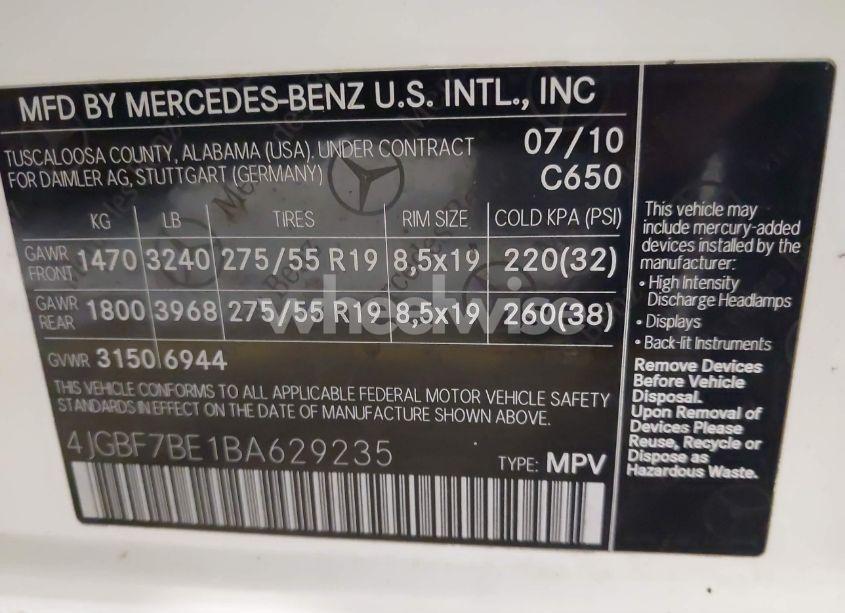 MFD BY MERCEDES-BENZ U.S. INTL., INC
TUSCALOOSA COUNTY, ALABAMA (USA), UNDER CONTRACT
FOR DAIMLER AG, STUTTGART (GERMANY)
07/10
C650
KG LB TIRES RIM SIZE COLD KPA (PSI)
GAWR FRONT 1470 3240 275/55 R19 8,5x19 220(32)
GAWR REAR 1800 3968 275/55 R19 8,5x19 260(38)
GVWR 3150 6944
THIS VEHICLE CONFORMS TO ALL APPLICABLE FEDERAL MOTOR VEHICLE SAFETY
STANDARDS IN EFFECT ON THE DATE OF MANUFACTURE SHOWN ABOVE.
4JGBF7BE1BA629235
TYPE: MPV
This vehicle may
include mercury-added
devices installed by the
manufacturer:
• High Intensity
Discharge Headlamps
• Displays
• Back-lit Instruments
Remove Devices
Before Vehicle
Disposal.
Upon Removal of
Devices Please
Reuse, Recycle or
Dispose as
Hazardous Waste.